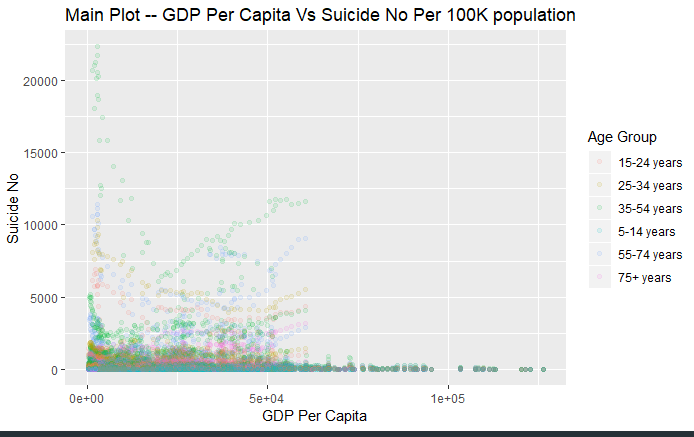 Main Plot -- GDP Per Capita Vs Suicide No Per 100K population
Suicide No
20000
15000
10000
5000
0
0e+00
5e+04
1e+05
GDP Per Capita
Age Group
15-24 years
25-34 years
35-54 years
5-14 years
55-74 years
75+ years